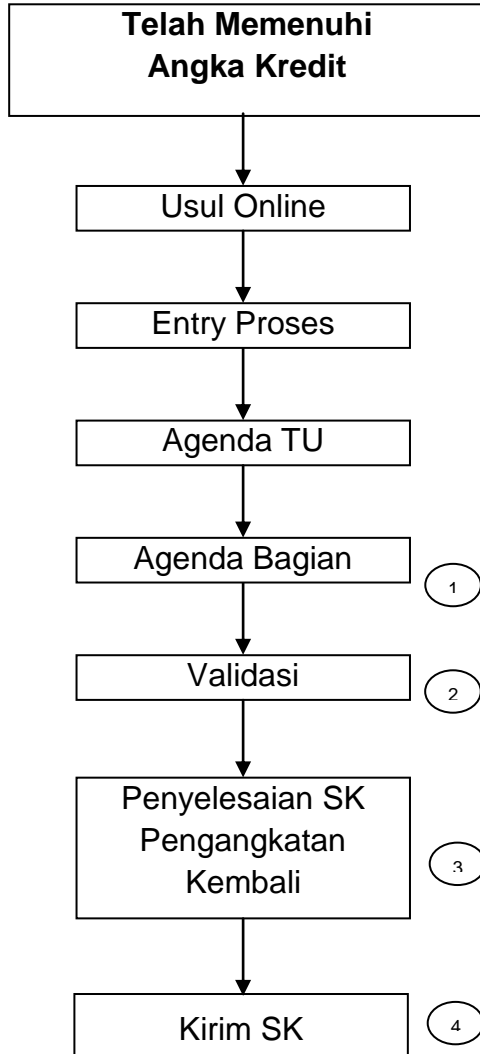 Telah Memenuhi
Angka Kredit
Usul Online
Entry Proses
Agenda TU
Agenda Bagian
1
Validasi
2
Penyelesaian SK
Pengangkatan
Kembali
3
Kirim SK
4